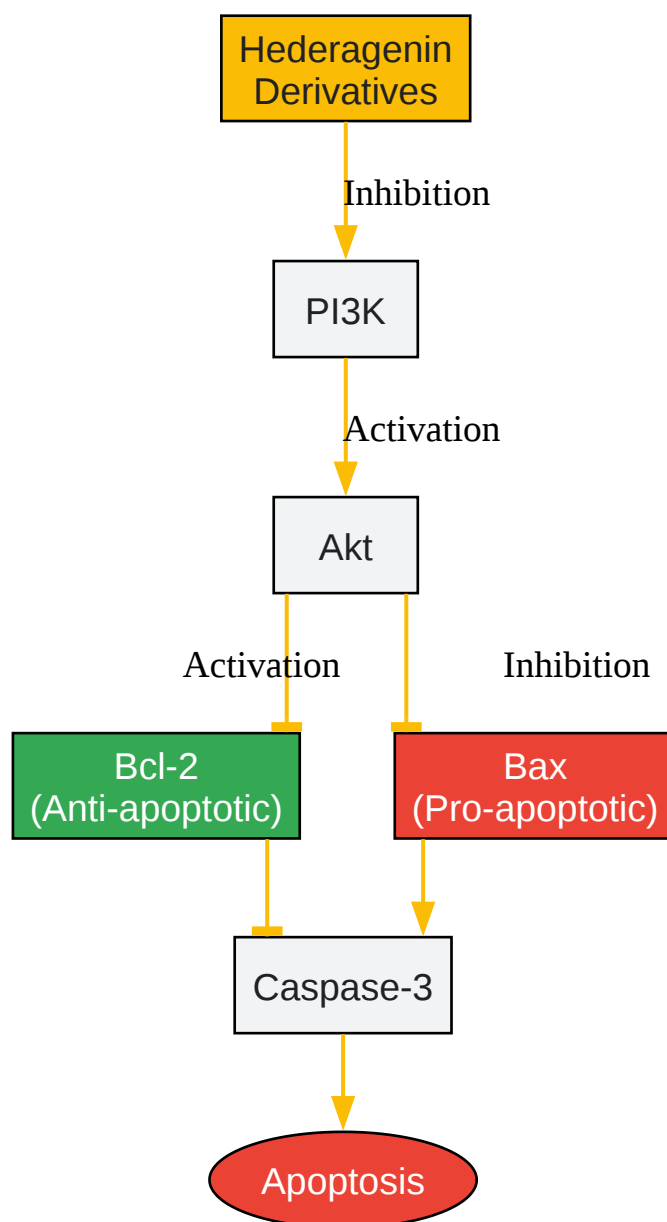 Hederagenin
Derivatives
Inhibition
PI3K
Activation
Akt
Activation
Inhibition
Bcl-2
(Anti-apoptotic)
Bax
(Pro-apoptotic)
Caspase-3
Apoptosis